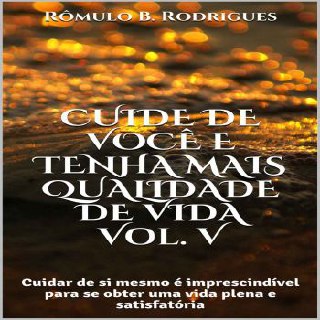 Rômulo B. Rodrigues
CUIDE DE
VOCÊ E
TENHA MAIS
QUALIDADE
DE VIDA
VOL. V
Cuidar de si mesmo é imprescindível
para se obter uma vida plena e
satisfatória